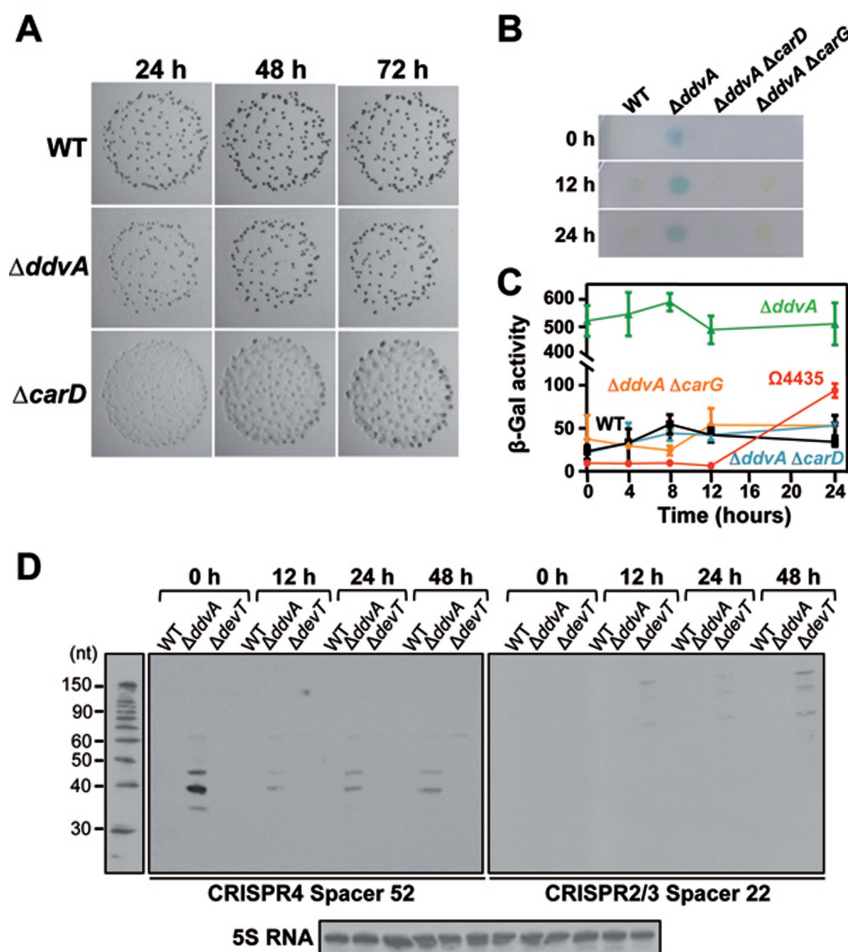 A
24 h 48 h 72 h
WT
ΔddvA
ΔcarD
B
WT ΔddvA ΔddvA ΔcarD ΔddvA ΔcarG
0 h
12 h
24 h
C
β-Gal activity
600
500
400
100
50
0
ΔddvA
ΔddvA ΔcarG
Ω4435
WT
ΔddvA ΔcarD
0 4 8 12 16 20 24
Time (hours)
D
0 h 12 h 24 h 48 h 0 h 12 h 24 h 48 h
WT ΔddvA ΔdevT WT ΔddvA ΔdevT WT ΔddvA ΔdevT WT ΔddvA ΔdevT WT ΔddvA ΔdevT WT ΔddvA ΔdevT WT ΔddvA ΔdevT WT ΔddvA ΔdevT
(nt)
150
90
60
50
40
30
CRISPR4 Spacer 52 CRISPR2/3 Spacer 22
5S RNA